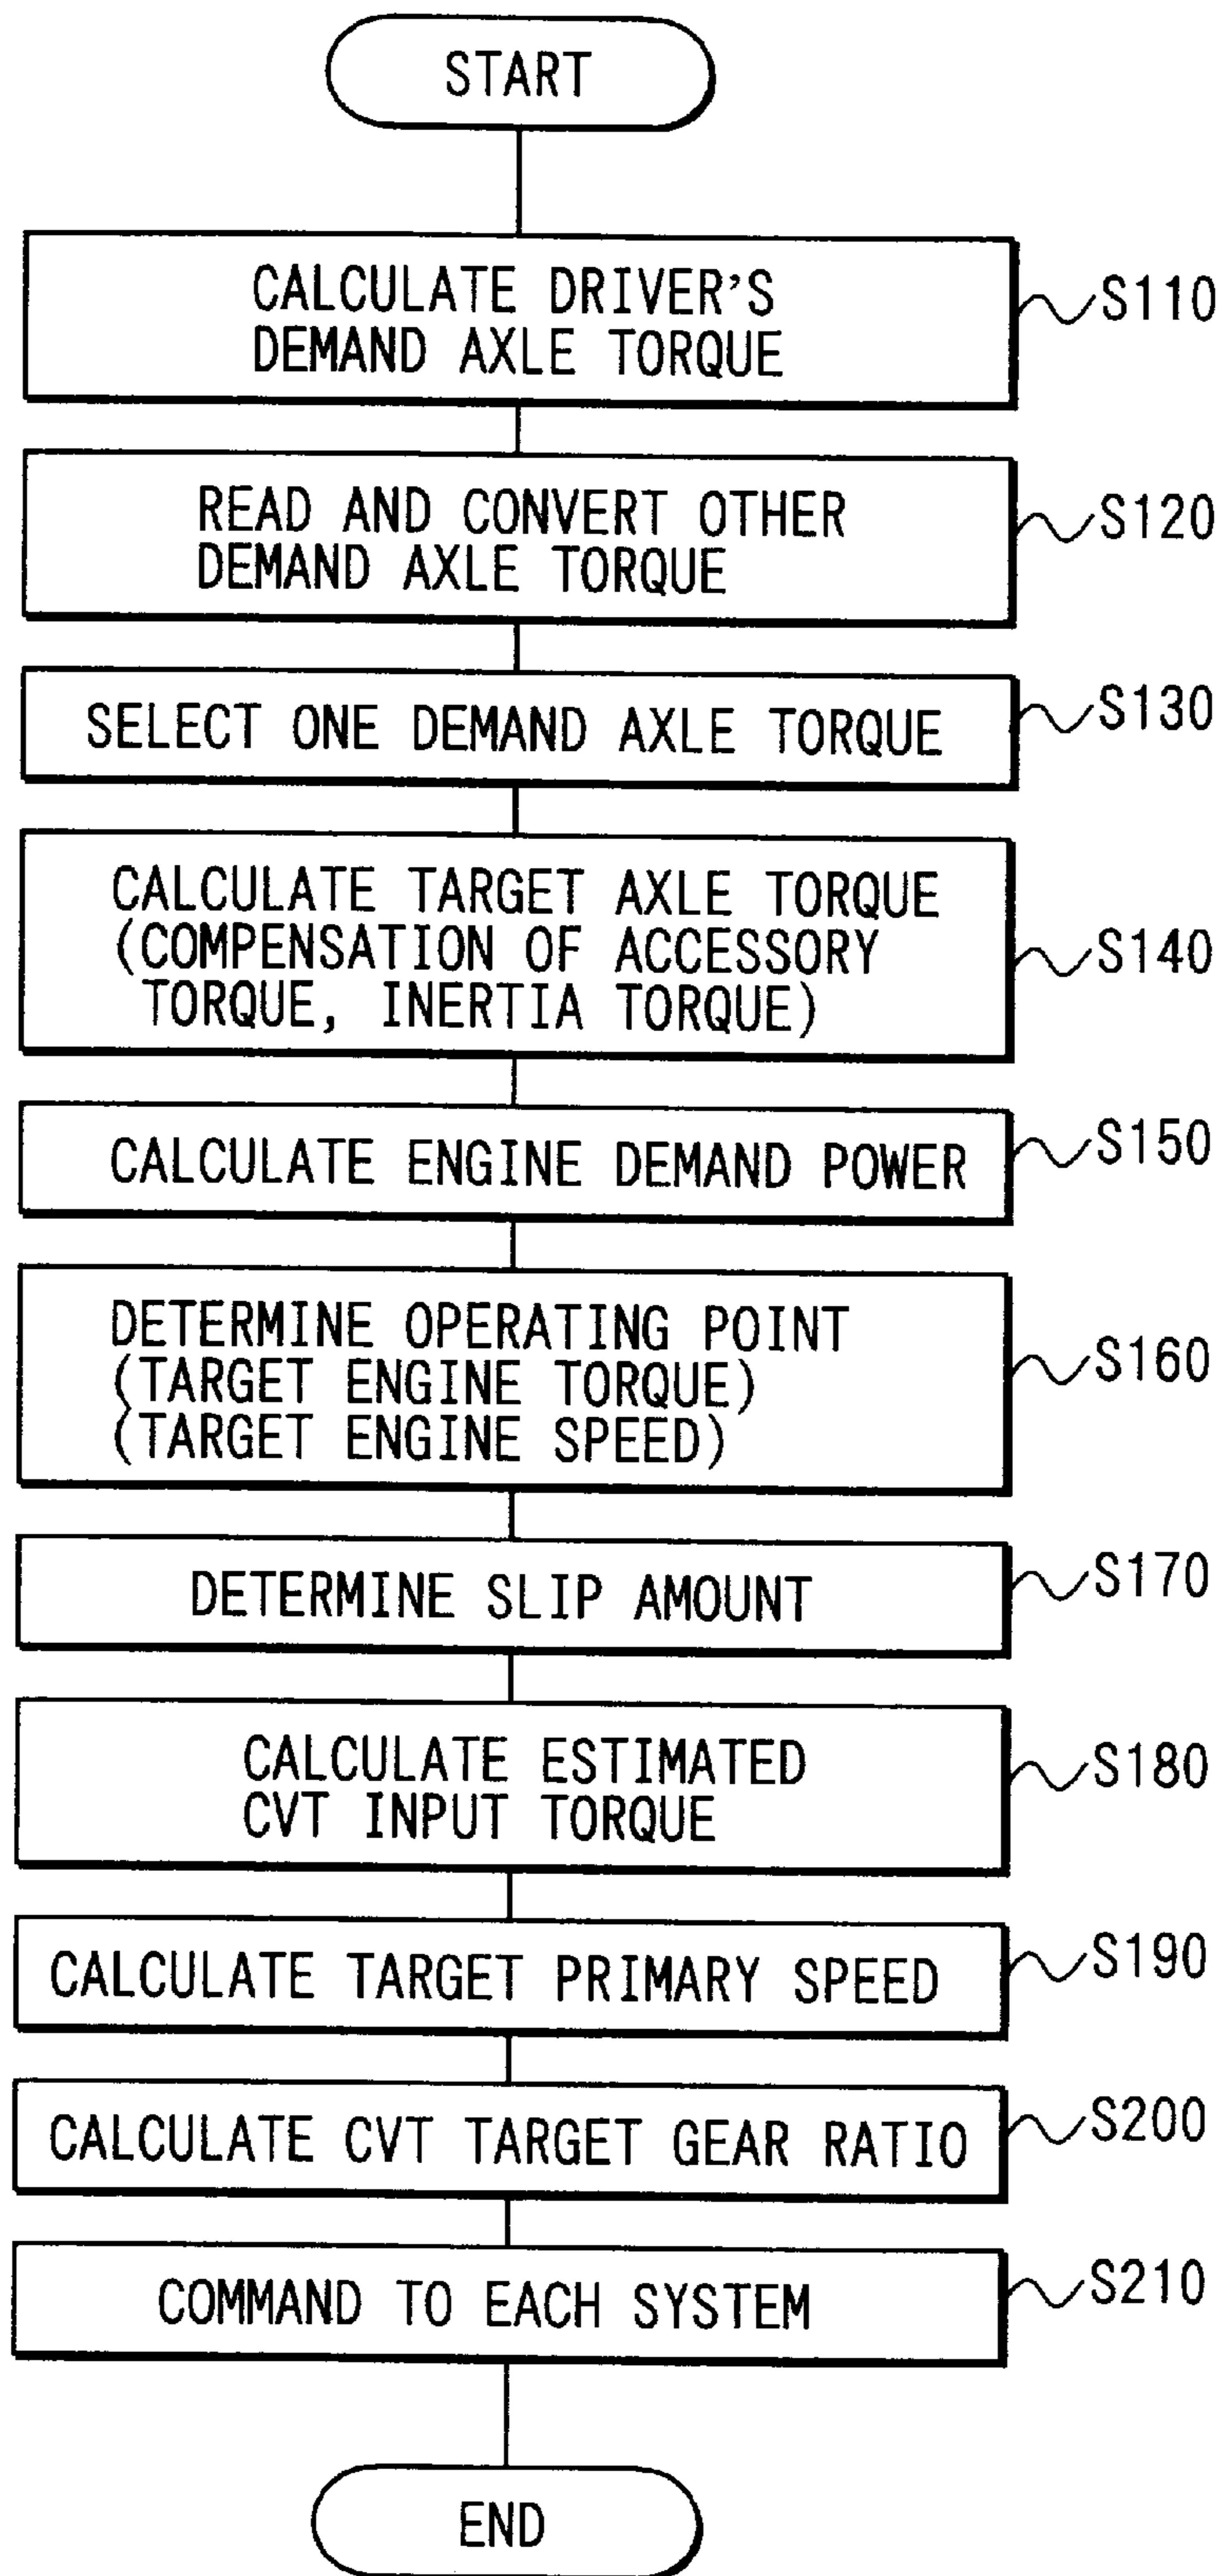 START
CALCULATE DRIVER'S
DEMAND AXLE TORQUE
S110
READ AND CONVERT OTHER
DEMAND AXLE TORQUE
S120
SELECT ONE DEMAND AXLE TORQUE
S130
CALCULATE TARGET AXLE TORQUE
(COMPENSATION OF ACCESSORY
TORQUE, INERTIA TORQUE)
S140
CALCULATE ENGINE DEMAND POWER
S150
DETERMINE OPERATING POINT
(TARGET ENGINE TORQUE)
(TARGET ENGINE SPEED)
S160
DETERMINE SLIP AMOUNT
S170
CALCULATE ESTIMATED
CVT INPUT TORQUE
S180
CALCULATE TARGET PRIMARY SPEED
S190
CALCULATE CVT TARGET GEAR RATIO
S200
COMMAND TO EACH SYSTEM
S210
END